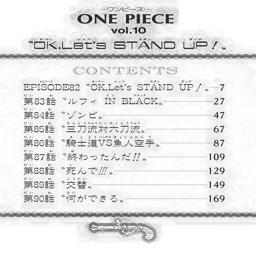 ワンピース
ONE PIECE
vol.10
“OK,Let's STAND UP!”
CONTENTS
EPISODE82 “OK,Let's STAND UP!” 7
第83話 “ルフィ IN BLACK” 27
第84話 “ゾンビ” 47
第85話 “三刀流対六刀流” 67
第86話 “騎士道VS魚人空手” 87
第87話 “終わったんだ!!” 109
第88話 “死んで!!!” 129
第89話 “交替” 149
第90話 “何ができる” 169